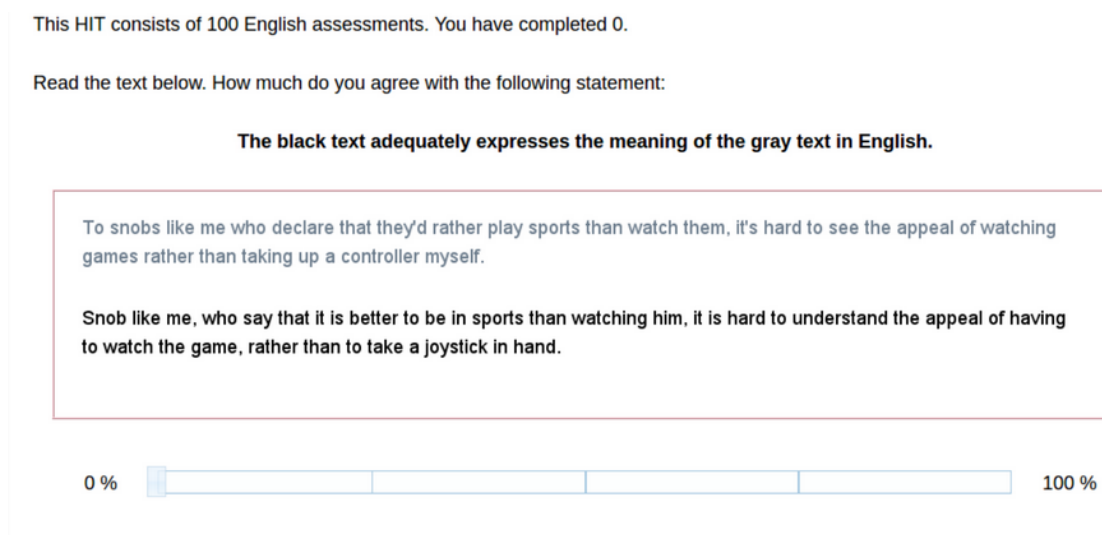 This HIT consists of 100 English assessments. You have completed 0.
Read the text below. How much do you agree with the following statement:
The black text adequately expresses the meaning of the gray text in English.
To snobs like me who declare that they'd rather play sports than watch them, it's hard to see the appeal of watching
games rather than taking up a controller myself.
Snob like me, who say that it is better to be in sports than watching him, it is hard to understand the appeal of having
to watch the game, rather than to take a joystick in hand.
0 %
100 %